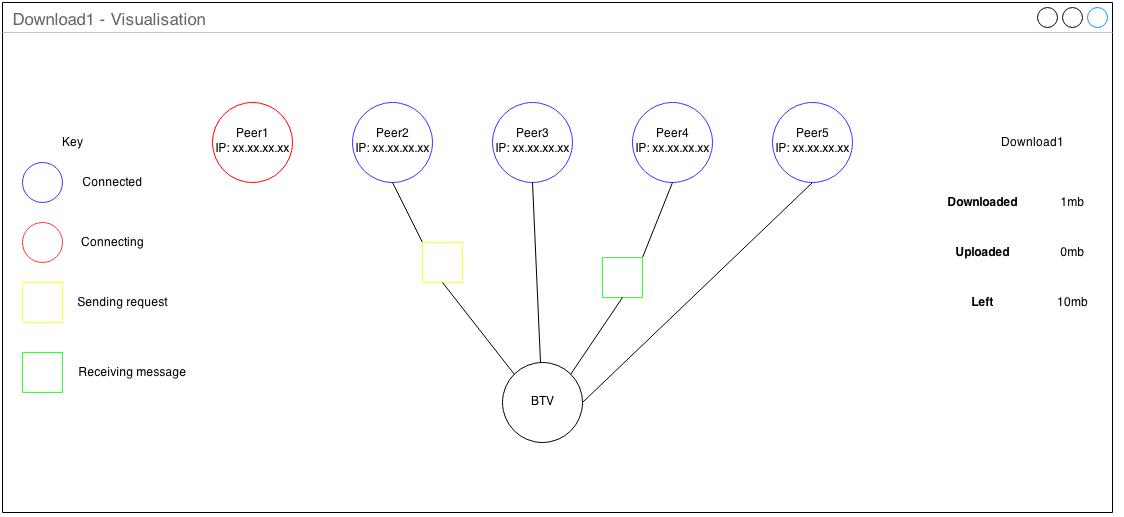 Download1 - Visualisation
Key
Connected
Connecting
Sending request
Receiving message
Peer1
IP: xx.xx.xx.xx
Peer2
IP: xx.xx.xx.xx
Peer3
IP: xx.xx.xx.xx
Peer4
IP: xx.xx.xx.xx
Peer5
IP: xx.xx.xx.xx
BTV
Download1
Downloaded 1mb
Uploaded 0mb
Left 10mb